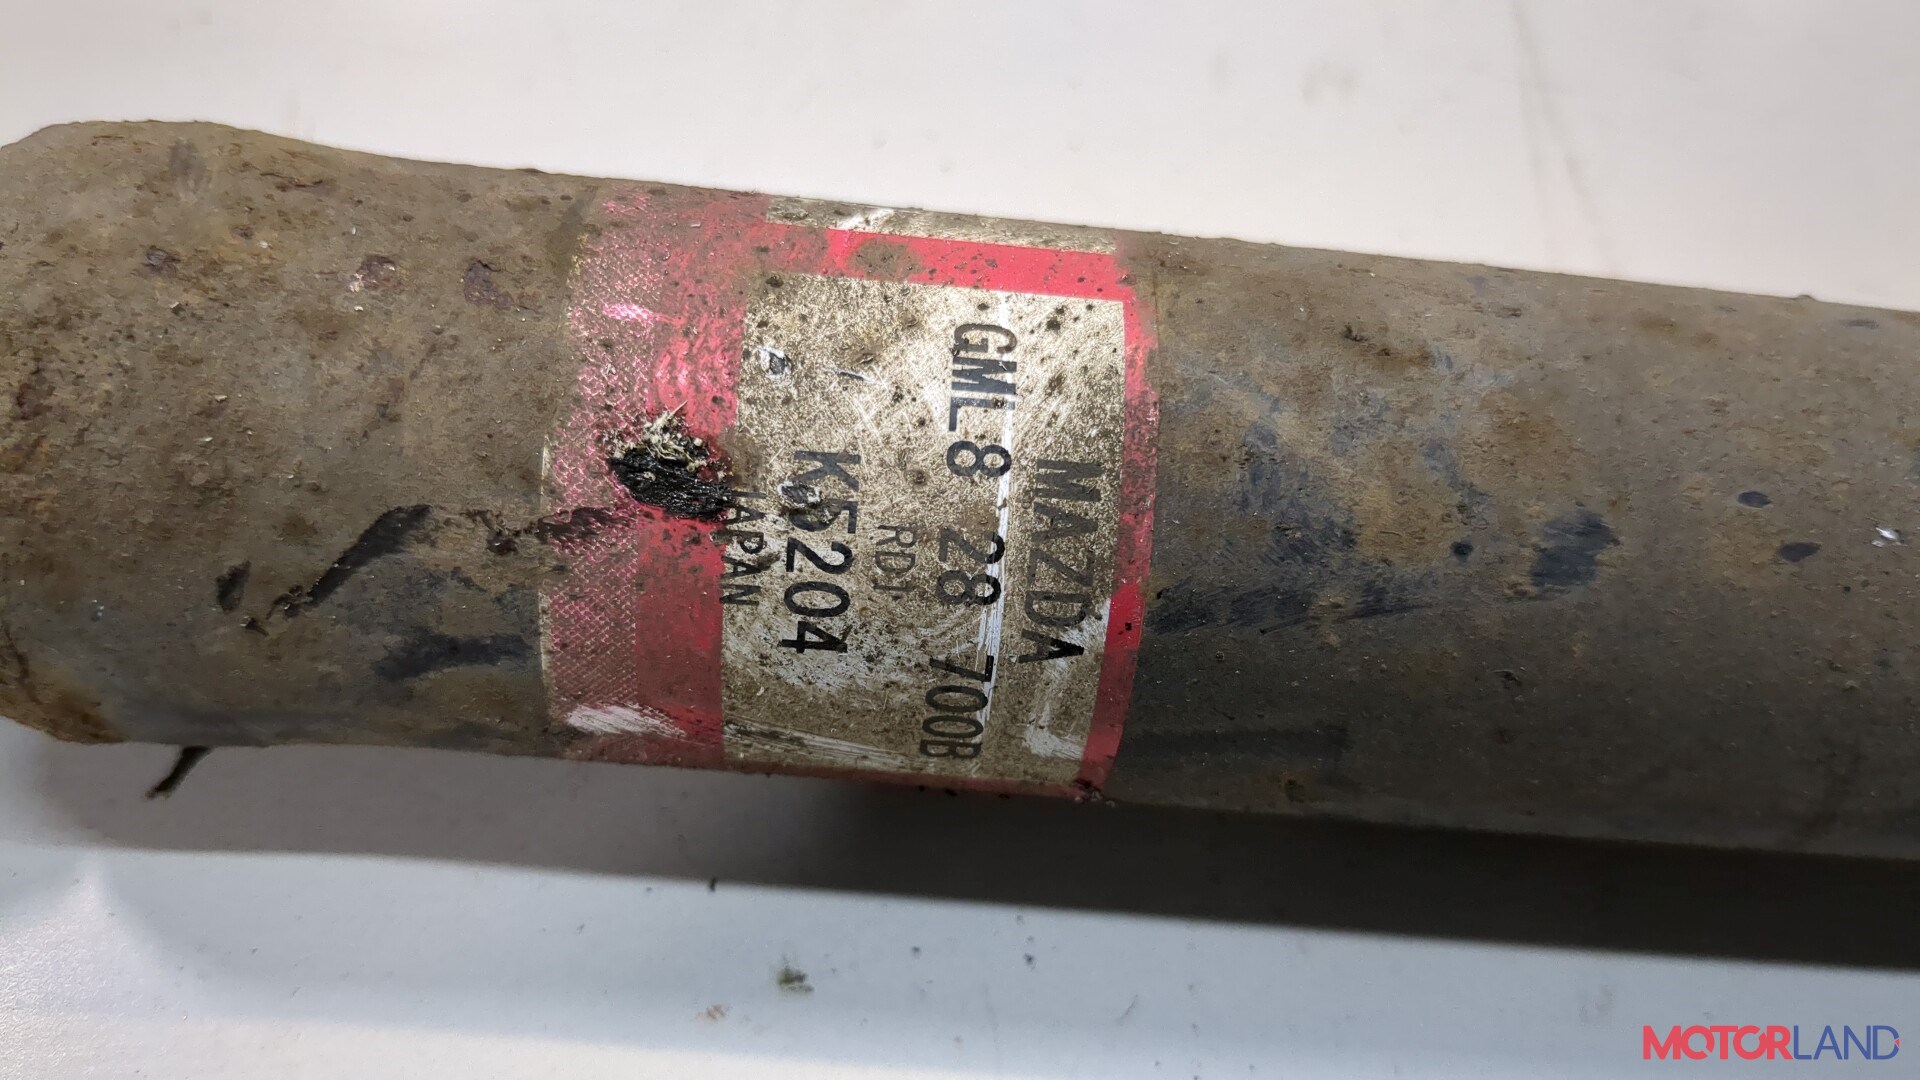 MAZDA
GML8 28 700B
RDJ
K5204
JAPAN
MOTORLAND